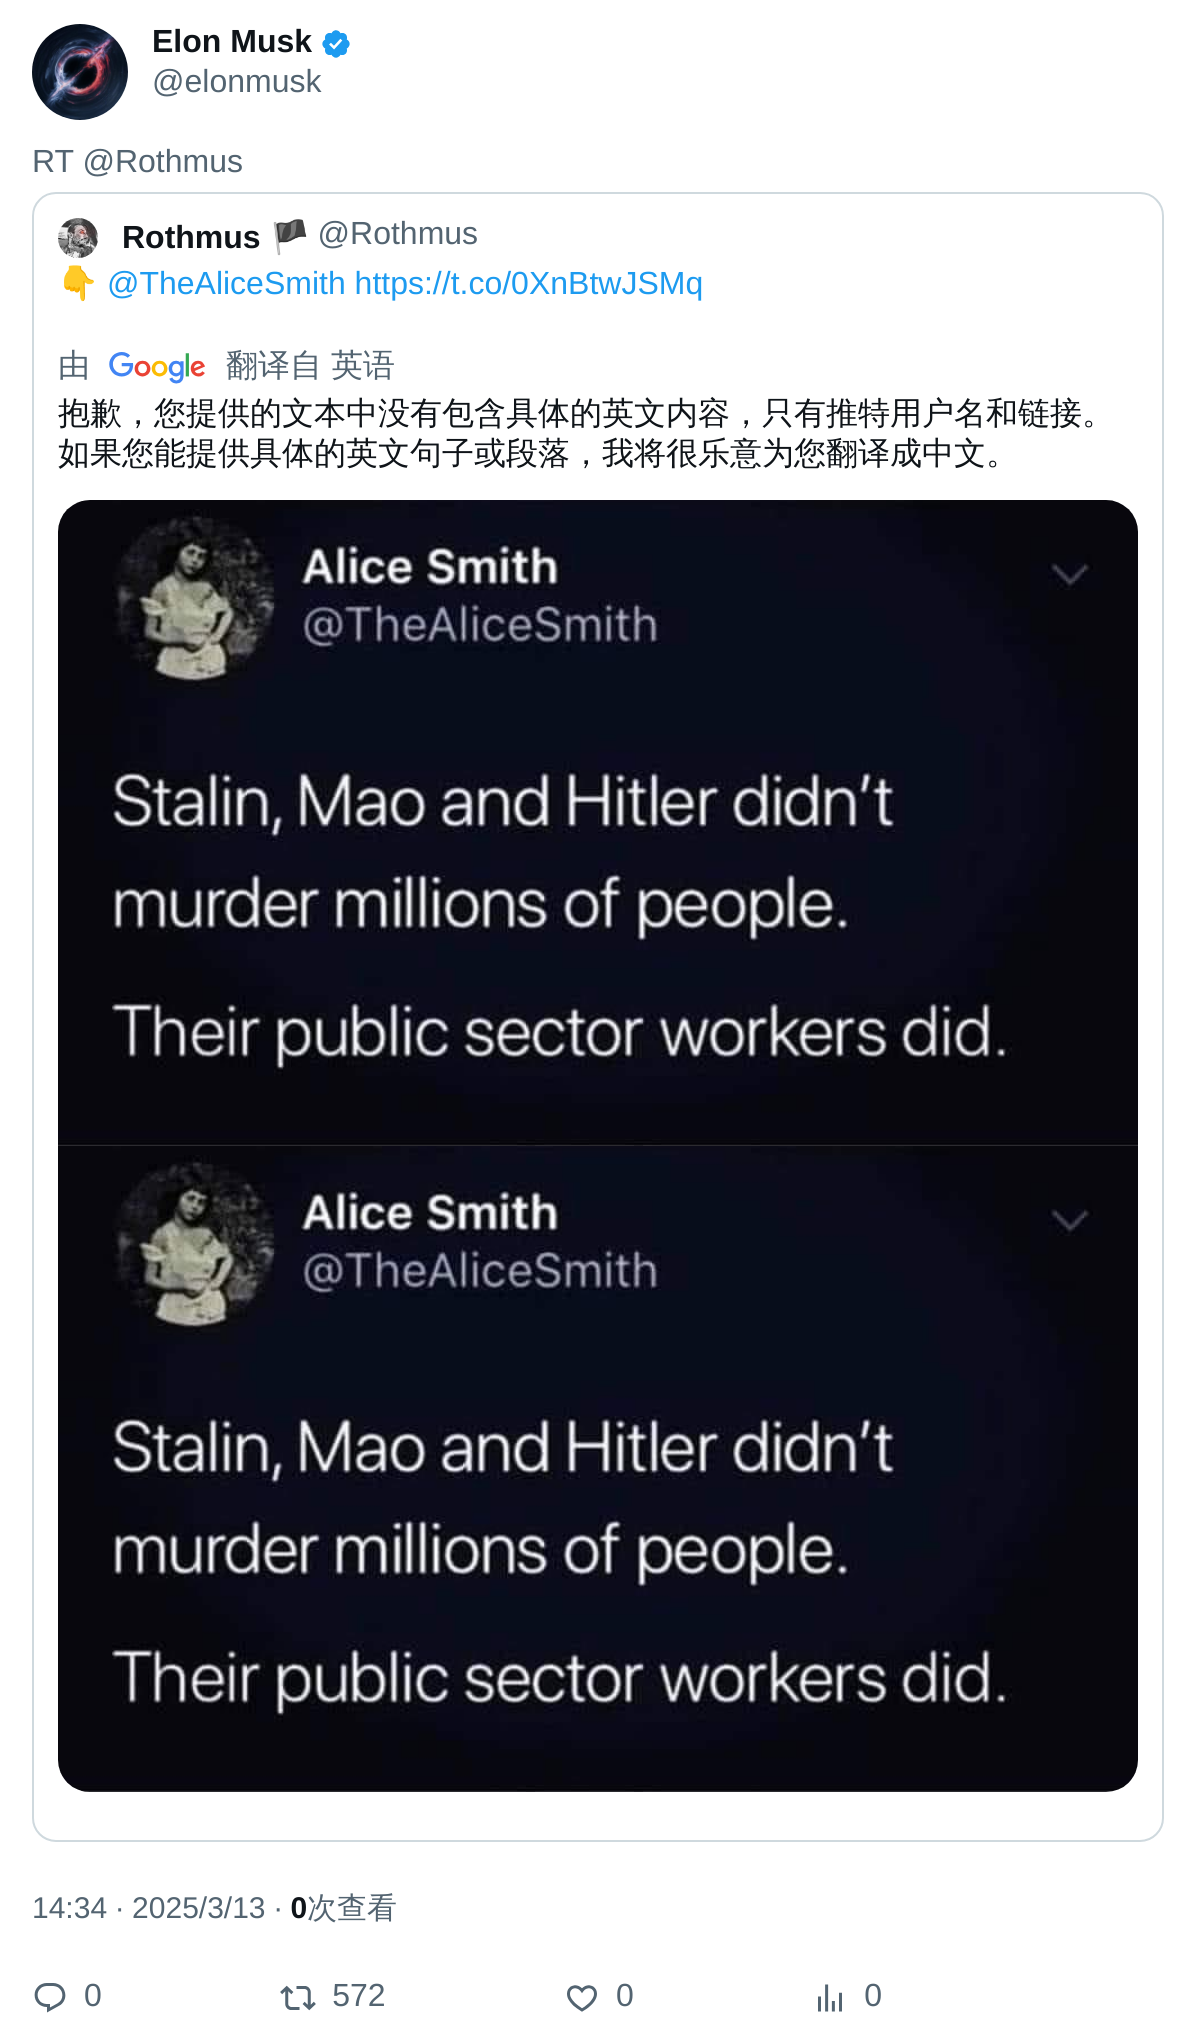 Elon Musk
@elonmusk
RT @Rothmus
Rothmus 🏴 @Rothmus
👇 @TheAliceSmith https://t.co/0XnBtwJSMq
由 Google 翻译自 英语
抱歉，您提供的文本中没有包含具体的英文内容，只有推特用户名和链接。
如果您能提供具体的英文句子或段落，我将很乐意为您翻译成中文。
Alice Smith
@TheAliceSmith
Stalin, Mao and Hitler didn’t
murder millions of people.
Their public sector workers did.
Alice Smith
@TheAliceSmith
Stalin, Mao and Hitler didn’t
murder millions of people.
Their public sector workers did.
14:34 · 2025/3/13 · 0次查看
0 572 0 0